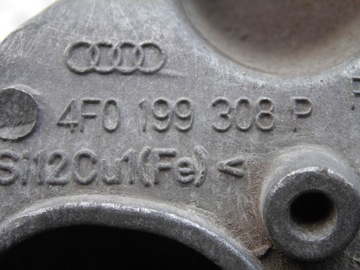 4F0 199 308 P
Si12Cu1(Fe) <